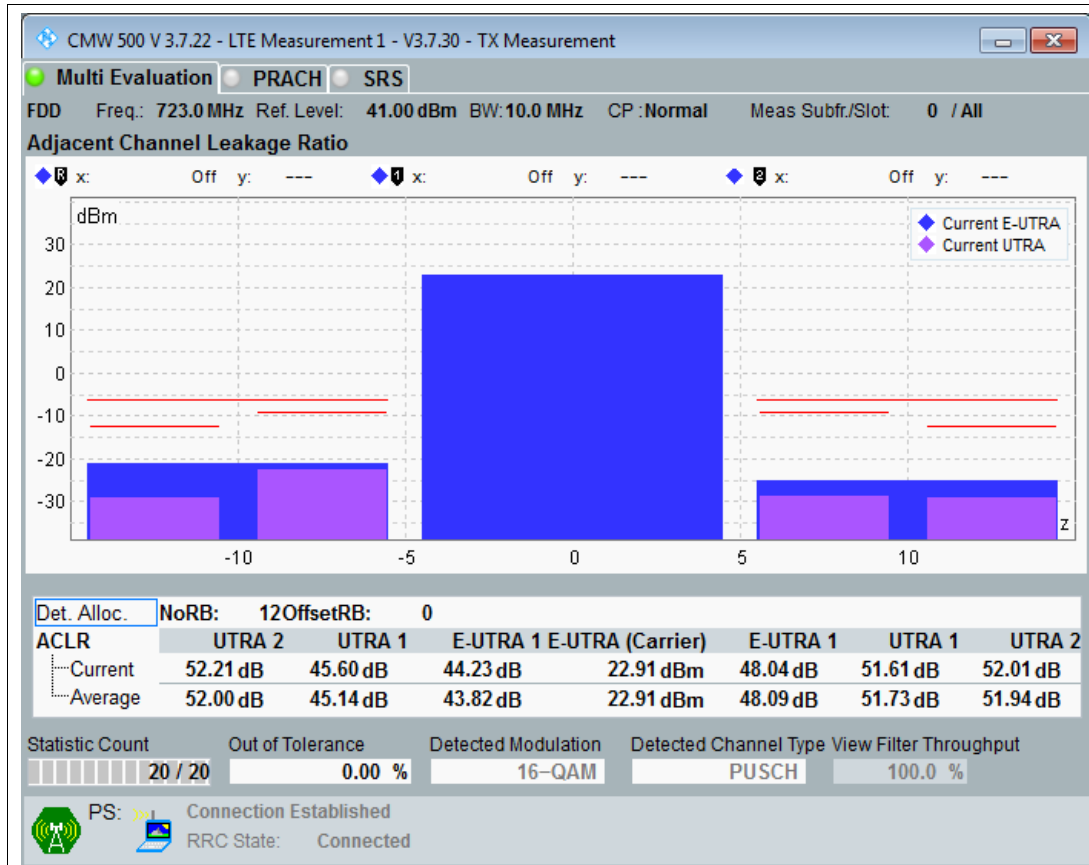 CMW 500 V 3.7.22 - LTE Measurement 1 - V3.7.30 - TX Measurement
Multi Evaluation PRACH SRS
FDD Freq.: 723.0 MHz Ref. Level: 41.00 dBm BW: 10.0 MHz CP : Normal Meas Subfr./Slot: 0 / All
Adjacent Channel Leakage Ratio
R x: Off y: --- 1 x: Off y: --- 2 x: Off y: ---
dBm
Current E-UTRA
Current UTRA
30
20
10
0
-10
-20
-30
z
-10 -5 0 5 10
Det. Alloc. NoRB: 12 OffsetRB: 0
ACLR UTRA 2 UTRA 1 E-UTRA 1 E-UTRA (Carrier) E-UTRA 1 UTRA 1 UTRA 2
Current 52.21 dB 45.60 dB 44.23 dB 22.91 dBm 48.04 dB 51.61 dB 52.01 dB
Average 52.00 dB 45.14 dB 43.82 dB 22.91 dBm 48.09 dB 51.73 dB 51.94 dB
Statistic Count Out of Tolerance Detected Modulation Detected Channel Type View Filter Throughput
20 / 20 0.00 % 16-QAM PUSCH 100.0 %
PS: Connection Established
RRC State: Connected